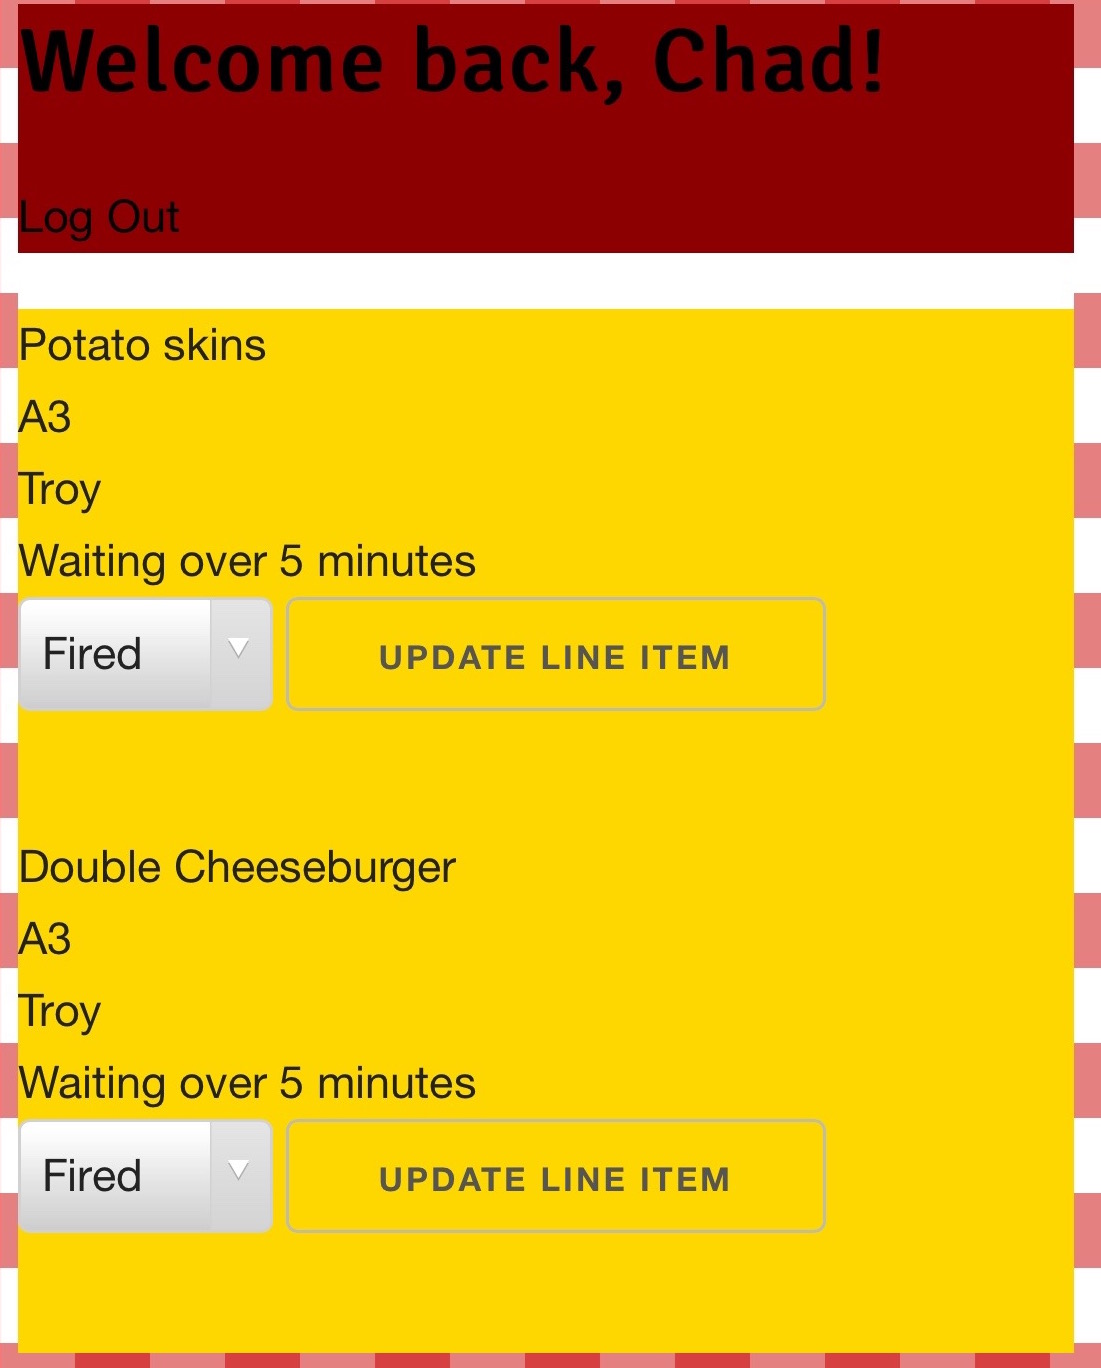 Welcome back, Chad!
Log Out
Potato skins
A3
Troy
Waiting over 5 minutes
Fired UPDATE LINE ITEM
Double Cheeseburger
A3
Troy
Waiting over 5 minutes
Fired UPDATE LINE ITEM